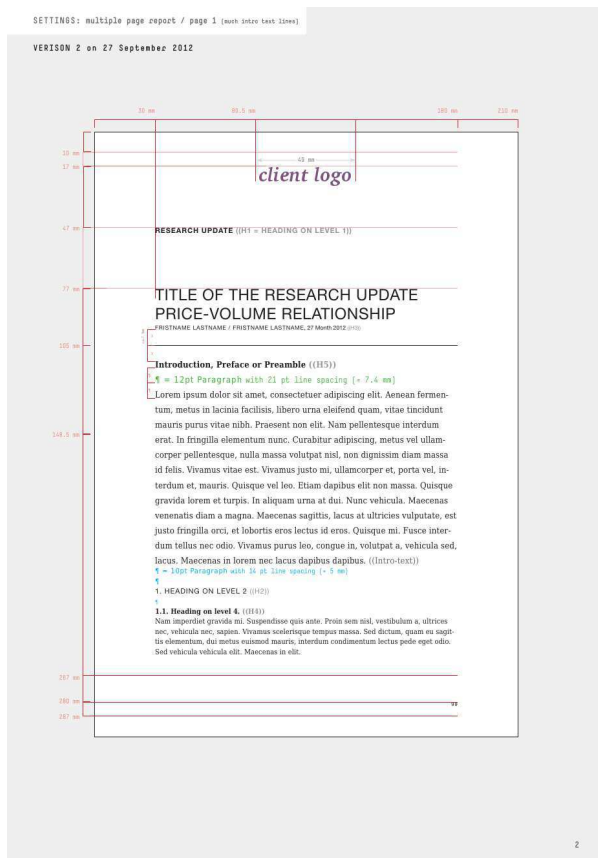 SETTINGS: multiple page report / page 1 (much intro text lines)
VERISON 2 on 27 September 2012
30 mm 89.5 mm 180 mm 210 mm
10 mm
40 mm
17 mm
client logo
47 mm
RESEARCH UPDATE ((H1 = HEADING ON LEVEL 1))
77 mm
TITLE OF THE RESEARCH UPDATE
PRICE-VOLUME RELATIONSHIP
FRISTNAME LASTNAME / FRISTNAME LASTNAME, 27 Month 2012 (H3)
105 mm
Introduction, Preface or Preamble ((H5))
¶ = 12pt Paragraph with 21 pt line spacing (+ 7.4 mm)
Lorem ipsum dolor sit amet, consectetuer adipiscing elit. Aenean fermen-
tum, metus in lacinia facilisis, libero urna eleifend quam, vitae tincidunt
mauris purus vitae nibh. Praesent non elit. Nam pellentesque interdum
148.5 mm
erat. In fringilla elementum nunc. Curabitur adipiscing, metus vel ullam-
corper pellentesque, nulla massa volutpat nisl, non dignissim diam massa
id felis. Vivamus vitae est. Vivamus justo mi, ullamcorper et, porta vel, in-
terdum et, mauris. Quisque vel leo. Etiam dapibus elit non massa. Quisque
gravida lorem et turpis. In aliquam urna at dui. Nunc vehicula. Maecenas
venenatis diam a magna. Maecenas sagittis, lacus at ultricies vulputate, est
justo fringilla orci, et lobortis eros lectus id eros. Quisque mi. Fusce inter-
dum tellus nec odio. Vivamus purus leo, congue in, volutpat a, vehicula sed,
lacus. Maecenas in lorem nec lacus dapibus dapibus. ((Intro-text))
¶ = 10pt Paragraph with 14 pt line spacing (+ 5 mm)
¶
1. HEADING ON LEVEL 2 ((H2))
¶
1.1. Heading on level 4. ((H4))
Nam imperdiet gravida mi. Suspendisse quis ante. Proin sem nisl, vestibulum a, ultrices
nec, vehicula nec, sapien. Vivamus scelerisque tempus massa. Sed dictum, quam eu sagit-
tis elementum, dui metus euismod mauris, interdum condimentum lectus pede eget odio.
Sed vehicula vehicula elit. Maecenas in elit.
267 mm
280 mm
287 mm
2